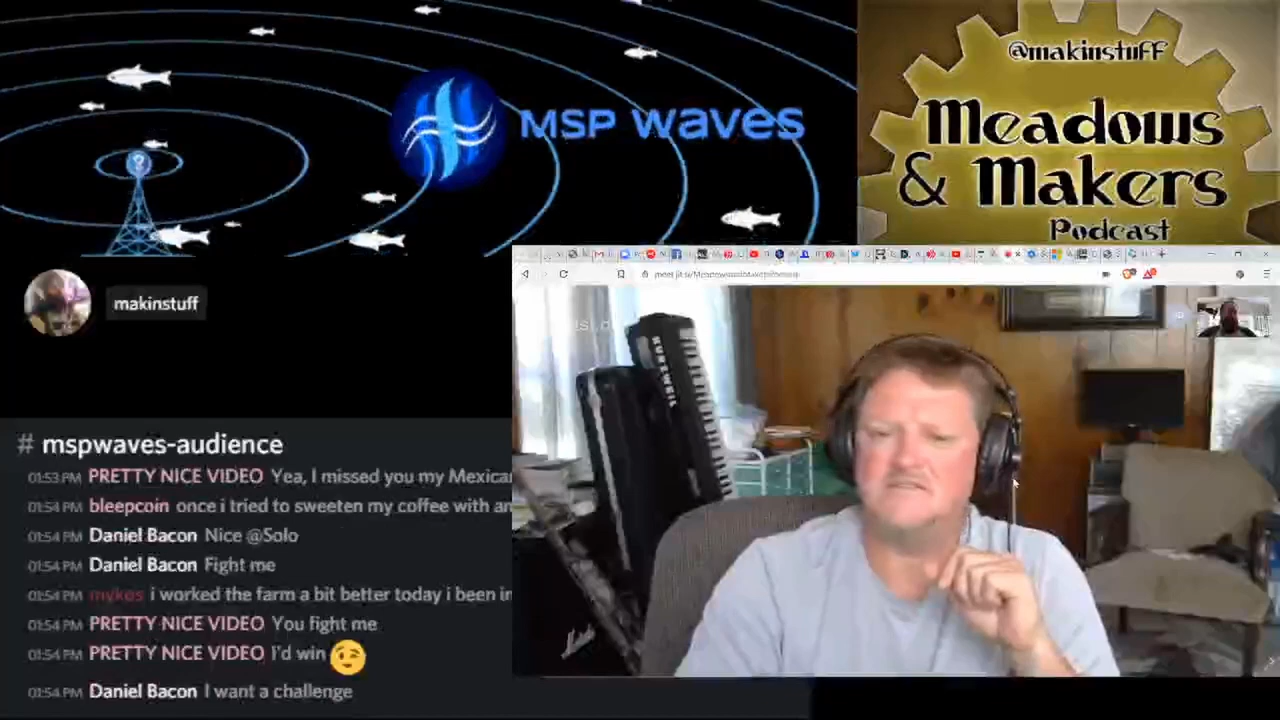 MSP WAVES
@makinstuff
Meadows
& Makers
Podcast
makinstuff
KURZWEIL
# mspwaves-audience
01:53 PM PRETTY NICE VIDEO Yea, I missed you my Mexica
01:54 PM bleepcoin once i tried to sweeten my coffee with an
01:54 PM Daniel Bacon Nice @Solo
01:54 PM Daniel Bacon Fight me
01:54 PM mykos i worked the farm a bit better today i been in
01:54 PM PRETTY NICE VIDEO You fight me
01:54 PM PRETTY NICE VIDEO I'd win 😉
01:54 PM Daniel Bacon I want a challenge